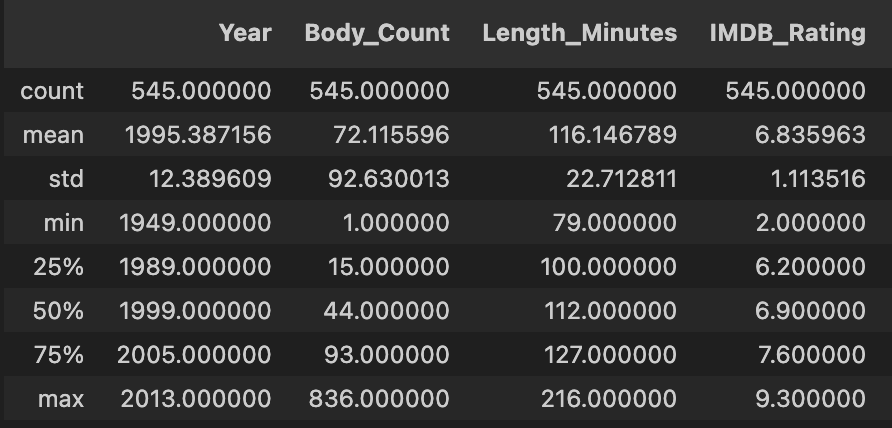 Year Body_Count Length_Minutes IMDB_Rating
count 545.000000 545.000000 545.000000 545.000000
mean 1995.387156 72.115596 116.146789 6.835963
std 12.389609 92.630013 22.712811 1.113516
min 1949.000000 1.000000 79.000000 2.000000
25% 1989.000000 15.000000 100.000000 6.200000
50% 1999.000000 44.000000 112.000000 6.900000
75% 2005.000000 93.000000 127.000000 7.600000
max 2013.000000 836.000000 216.000000 9.300000